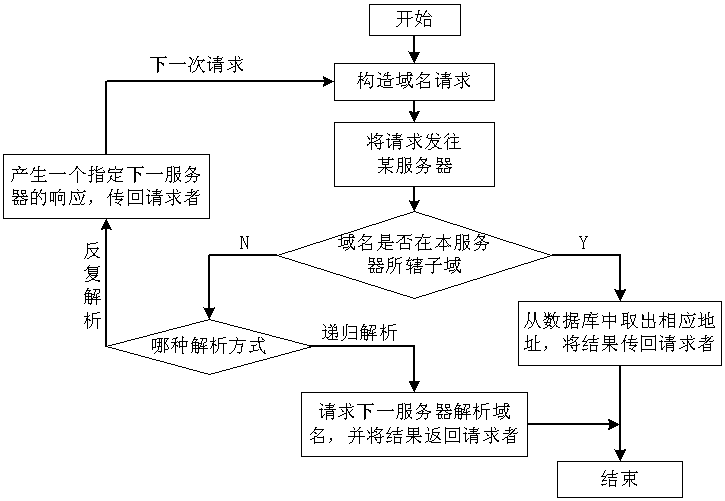 开始
下一次请求
构造域名请求
将请求发往
某服务器
产生一个指定下一服务
器的响应，传回请求者
N
域名是否在本服务
器所辖子域
Y
反复解析
哪种解析方式
递归解析
从数据库中取出相应地
址，将结果传回请求者
请求下一服务器解析域
名，并将结果返回请求者
结束